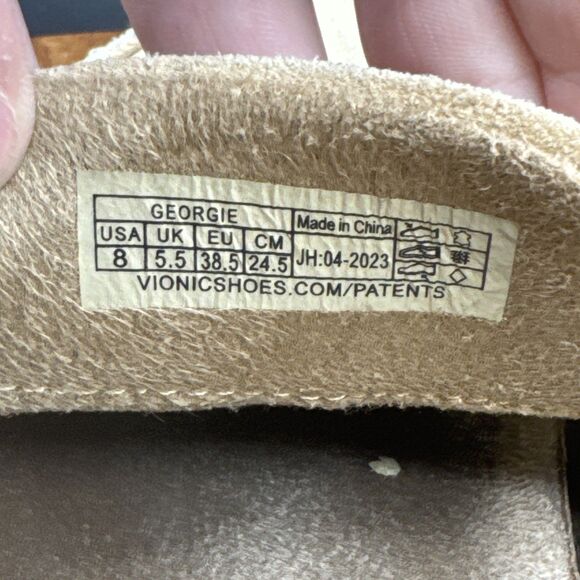 GEORGIE
Made in China
USA UK EU CM
8 5.5 38.5 24.5
JH:04-2023
VIONICSHOES.COM/PATENTS